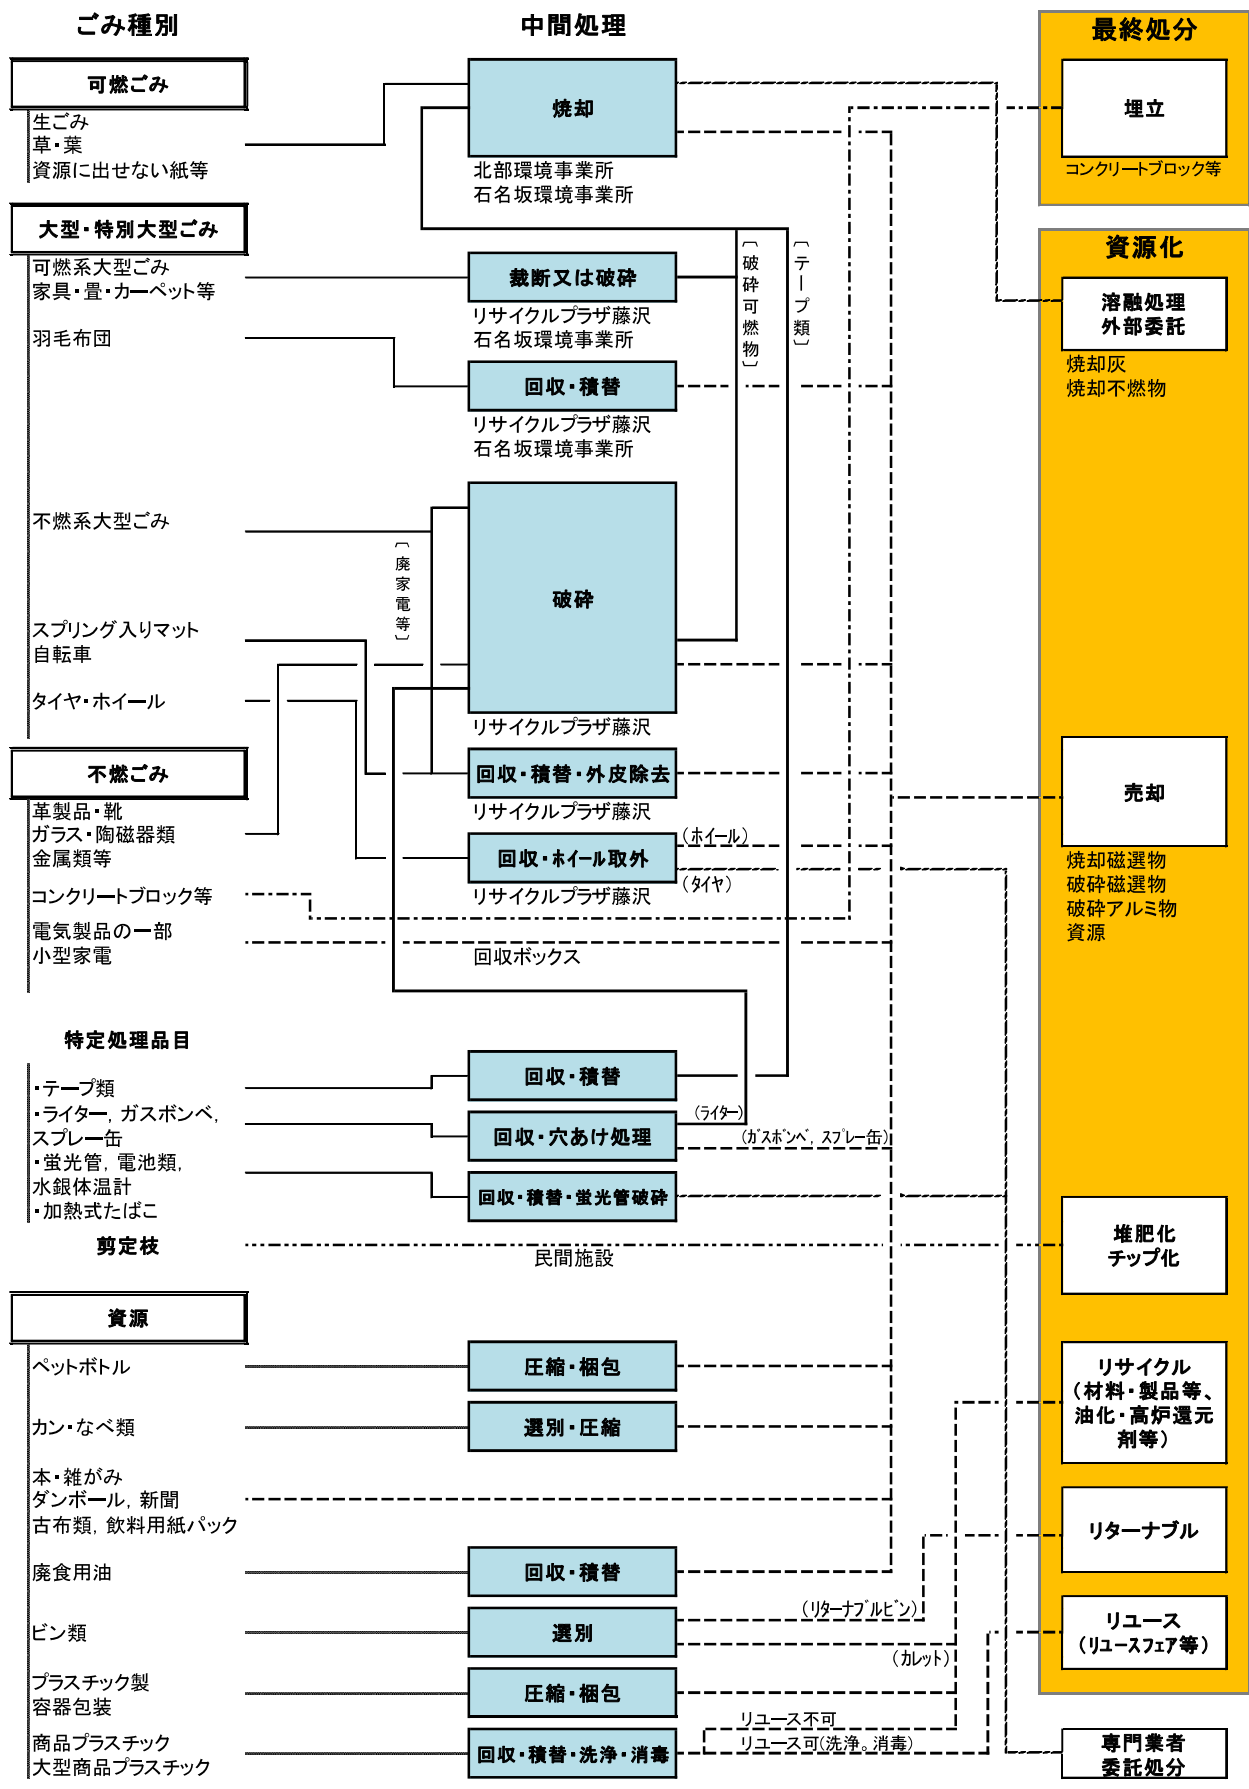 ごみ種別
中間処理
最終処分
可燃ごみ
生ごみ
草・葉
資源に出せない紙等
焼却
北部環境事業所
石名坂環境事業所
埋立
コンクリートブロック等
大型・特別大型ごみ
可燃系大型ごみ
家具・畳・カーペット等
裁断又は破砕
リサイクルプラザ藤沢
石名坂環境事業所
〔破砕可燃物〕
〔テープ類〕
資源化
溶融処理
外部委託
焼却灰
焼却不燃物
羽毛布団
回収・積替
リサイクルプラザ藤沢
石名坂環境事業所
不燃系大型ごみ
〔廃家電等〕
破砕
リサイクルプラザ藤沢
スプリング入りマット
自転車
タイヤ・ホイール
不燃ごみ
革製品・靴
ガラス・陶磁器類
金属類等
コンクリートブロック等
電気製品の一部
小型家電
回収・積替・外皮除去
リサイクルプラザ藤沢
回収・ホイール取外
リサイクルプラザ藤沢
(ホイール)
(タイヤ)
回収ボックス
売却
焼却磁選物
破砕磁選物
破砕アルミ物
資源
特定処理品目
・テープ類
・ライター, ガスボンベ,
スプレー缶
・蛍光管, 電池類,
水銀体温計
・加熱式たばこ
回収・積替
回収・穴あけ処理
(ライター)
(ガスボンベ, スプレー缶)
回収・積替・蛍光管破砕
剪定枝
民間施設
堆肥化
チップ化
資源
ペットボトル
圧縮・梱包
カン・なべ類
選別・圧縮
本・雑がみ
ダンボール, 新聞
古布類, 飲料用紙パック
廃食用油
回収・積替
ビン類
選別
(リターナブルビン)
(カレット)
プラスチック製
容器包装
圧縮・梱包
商品プラスチック
大型商品プラスチック
回収・積替・洗浄・消毒
リユース不可
リユース可(洗浄。消毒)
リサイクル
(材料・製品等、
油化・高炉還元
剤等)
リターナブル
リユース
(リユースフェア等)
専門業者
委託処分